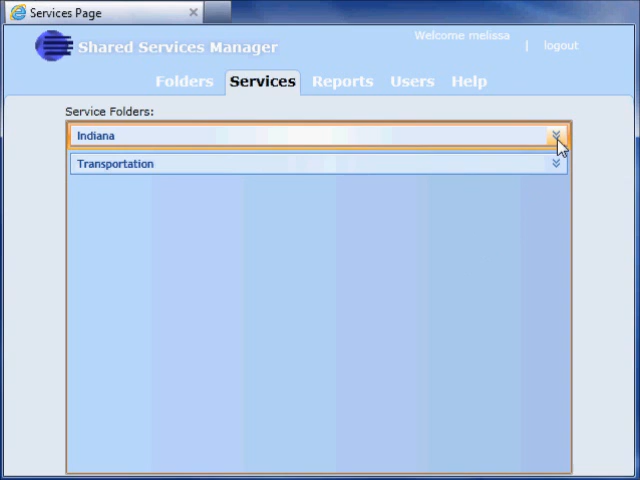 Services Page
Welcome melissa
Shared Services Manager
| logout
Folders Services Reports Users Help
Service Folders:
Indiana
Transportation